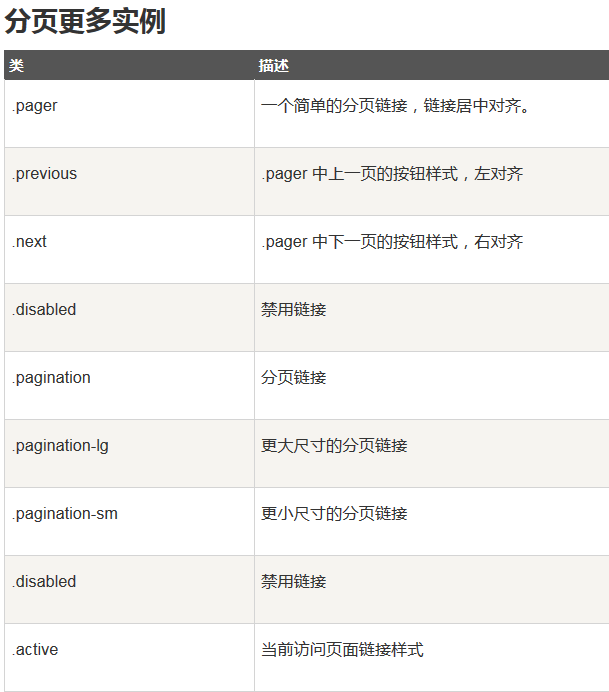 分页更多实例
类 描述
.pager 一个简单的分页链接，链接居中对齐。
.previous .pager 中上一页的按钮样式，左对齐
.next .pager 中下一页的按钮样式，右对齐
.disabled 禁用链接
.pagination 分页链接
.pagination-lg 更大尺寸的分页链接
.pagination-sm 更小尺寸的分页链接
.disabled 禁用链接
.active 当前访问页面链接样式